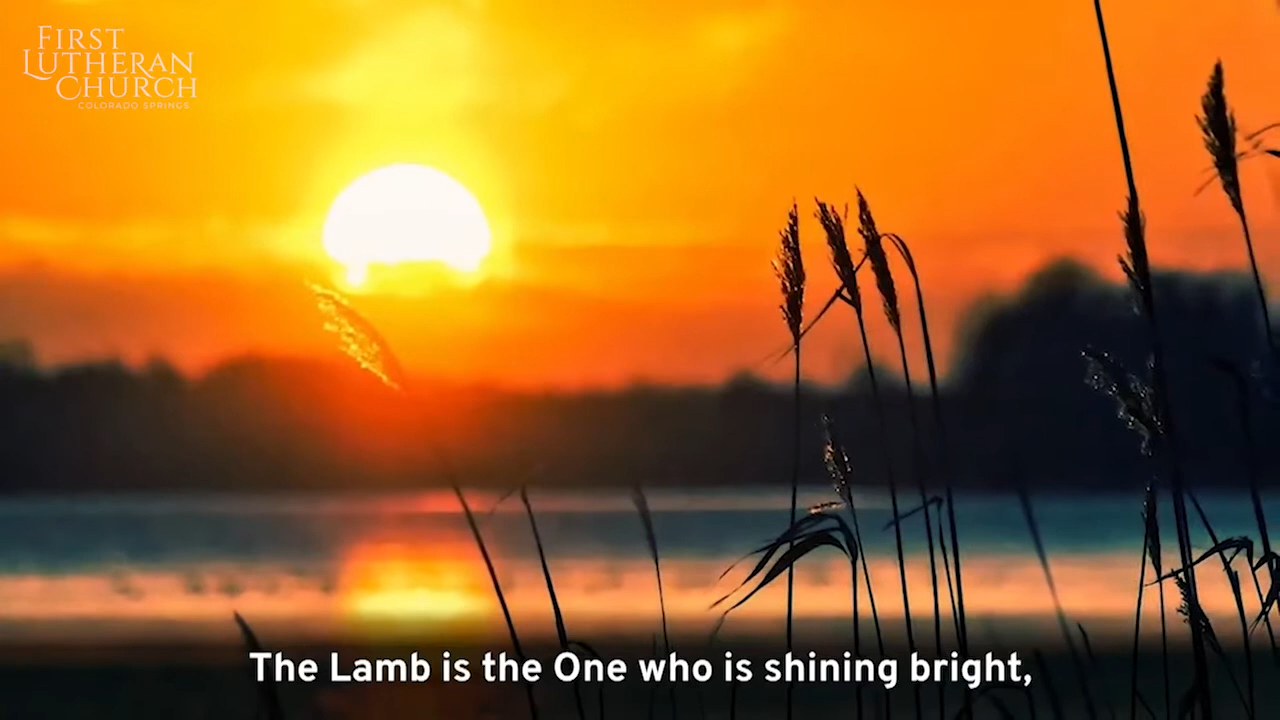 FIRST
LUTHERAN
CHURCH
COLORADO SPRINGS
The Lamb is the One who is shining bright,